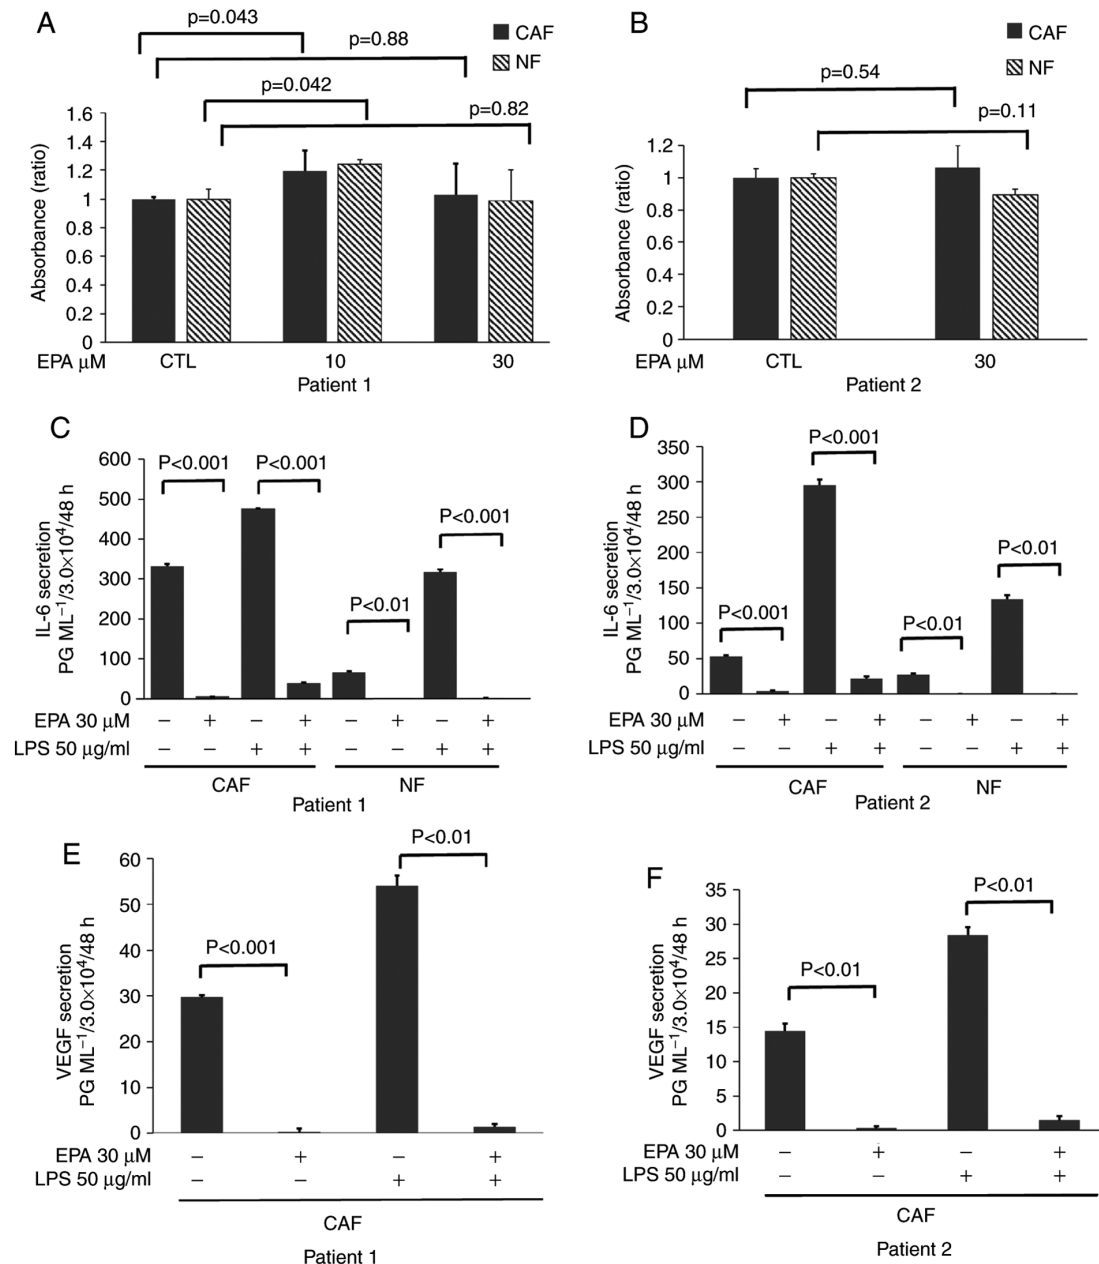 A
p=0.043
CAF
p=0.88
NF
p=0.042
p=0.82
Absorbance (ratio)
1.6
1.4
1.2
1
0.8
0.6
0.4
0.2
0
EPA μM CTL 10 30
Patient 1
B
CAF
p=0.54
NF
p=0.11
Absorbance (ratio)
1.2
1
0.8
0.6
0.4
0.2
0
EPA μM CTL 30
Patient 2
C
IL-6 secretion
PG ML⁻¹/3.0×10⁴/48 h
600
500
400
300
200
100
0
P<0.001 P<0.001
P<0.001
P<0.01
EPA 30 μM − + − + − + − +
LPS 50 μg/ml − − + + − − + +
CAF NF
Patient 1
D
IL-6 secretion
PG ML⁻¹/3.0×10⁴/48 h
350
300
250
200
150
100
50
0
P<0.001
P<0.01
P<0.001
P<0.01
EPA 30 μM − + − + − + − +
LPS 50 μg/ml − − + + − − + +
CAF NF
Patient 2
E
VEGF secretion
PG ML⁻¹/3.0×10⁴/48 h
60
50
40
30
20
10
0
P<0.01
P<0.001
EPA 30 μM − + − +
LPS 50 μg/ml − − + +
CAF
Patient 1
F
VEGF secretion
PG ML⁻¹/3.0×10⁴/48 h
35
30
25
20
15
10
5
0
P<0.01
P<0.01
EPA 30 μM − + − +
LPS 50 μg/ml − − + +
CAF
Patient 2